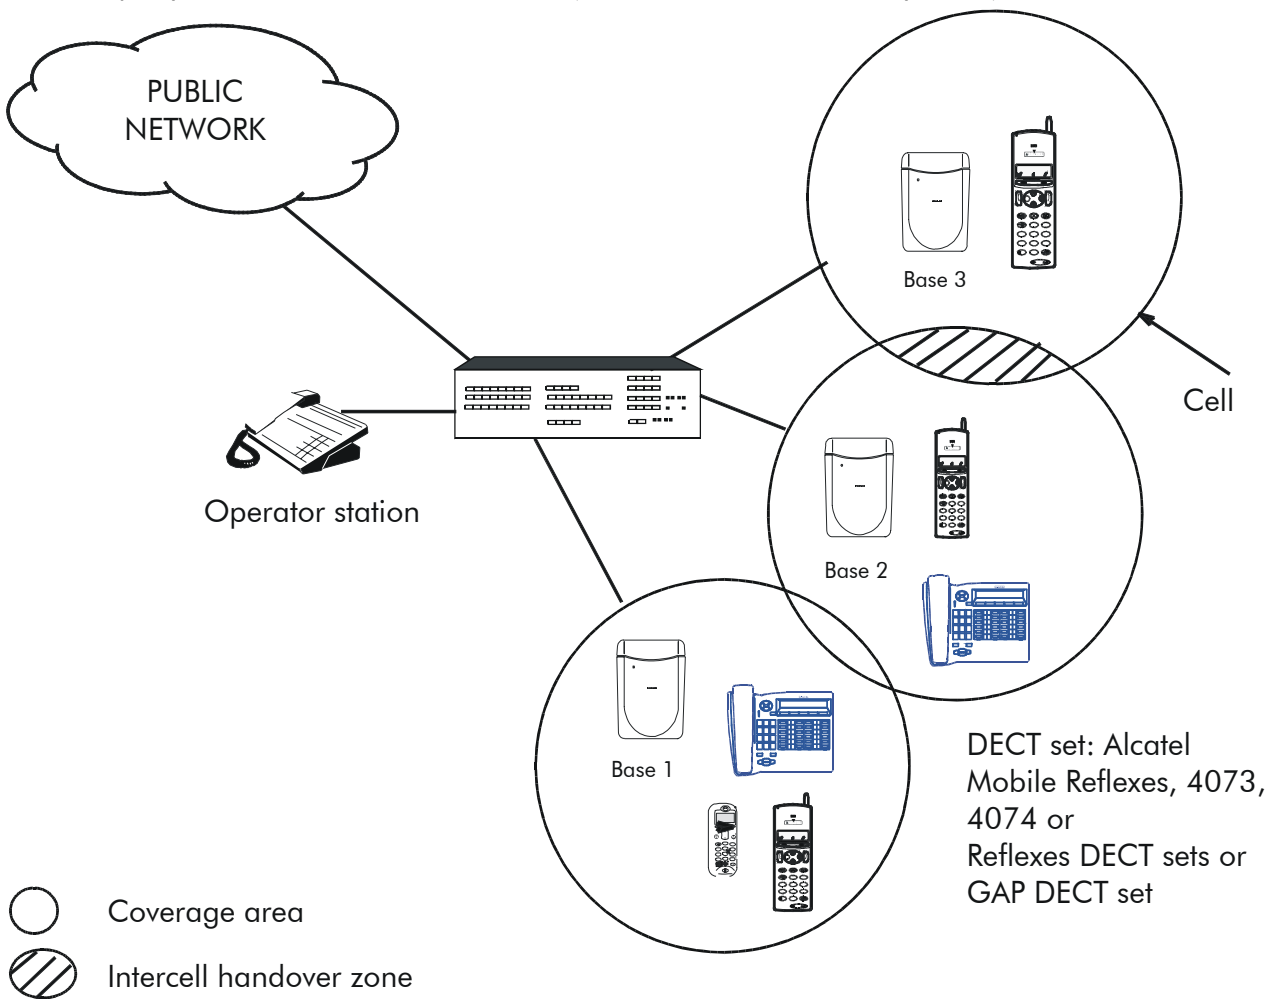 PUBLIC
NETWORK
Base 3
Cell
Operator station
Base 2
Base 1
DECT set: Alcatel
Mobile Reflexes, 4073,
4074 or
Reflexes DECT sets or
GAP DECT set
Coverage area
Intercell handover zone